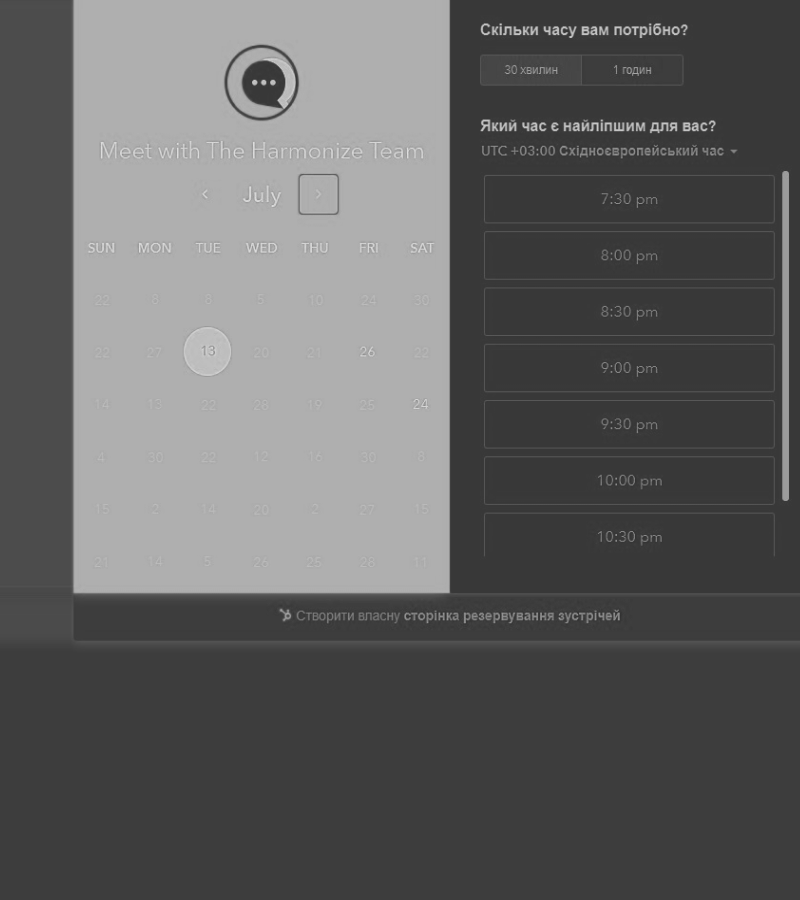 Meet with The Harmonize Team
July
SUN MON TUE WED THU FRI SAT
22 8 8 5 10 24 30
22 27 13 20 21 26 22
14 13 22 28 19 25 24
4 30 22 12 16 30 8
15 2 14 20 2 27 15
21 14 5 26 25 28 11
Скільки часу вам потрібно?
30 хвилин 1 годин
Який час є найліпшим для вас?
UTC +03:00 Східноєвропейський час
7:30 pm
8:00 pm
8:30 pm
9:00 pm
9:30 pm
10:00 pm
10:30 pm
Створити власну сторінка резервування зустрічей